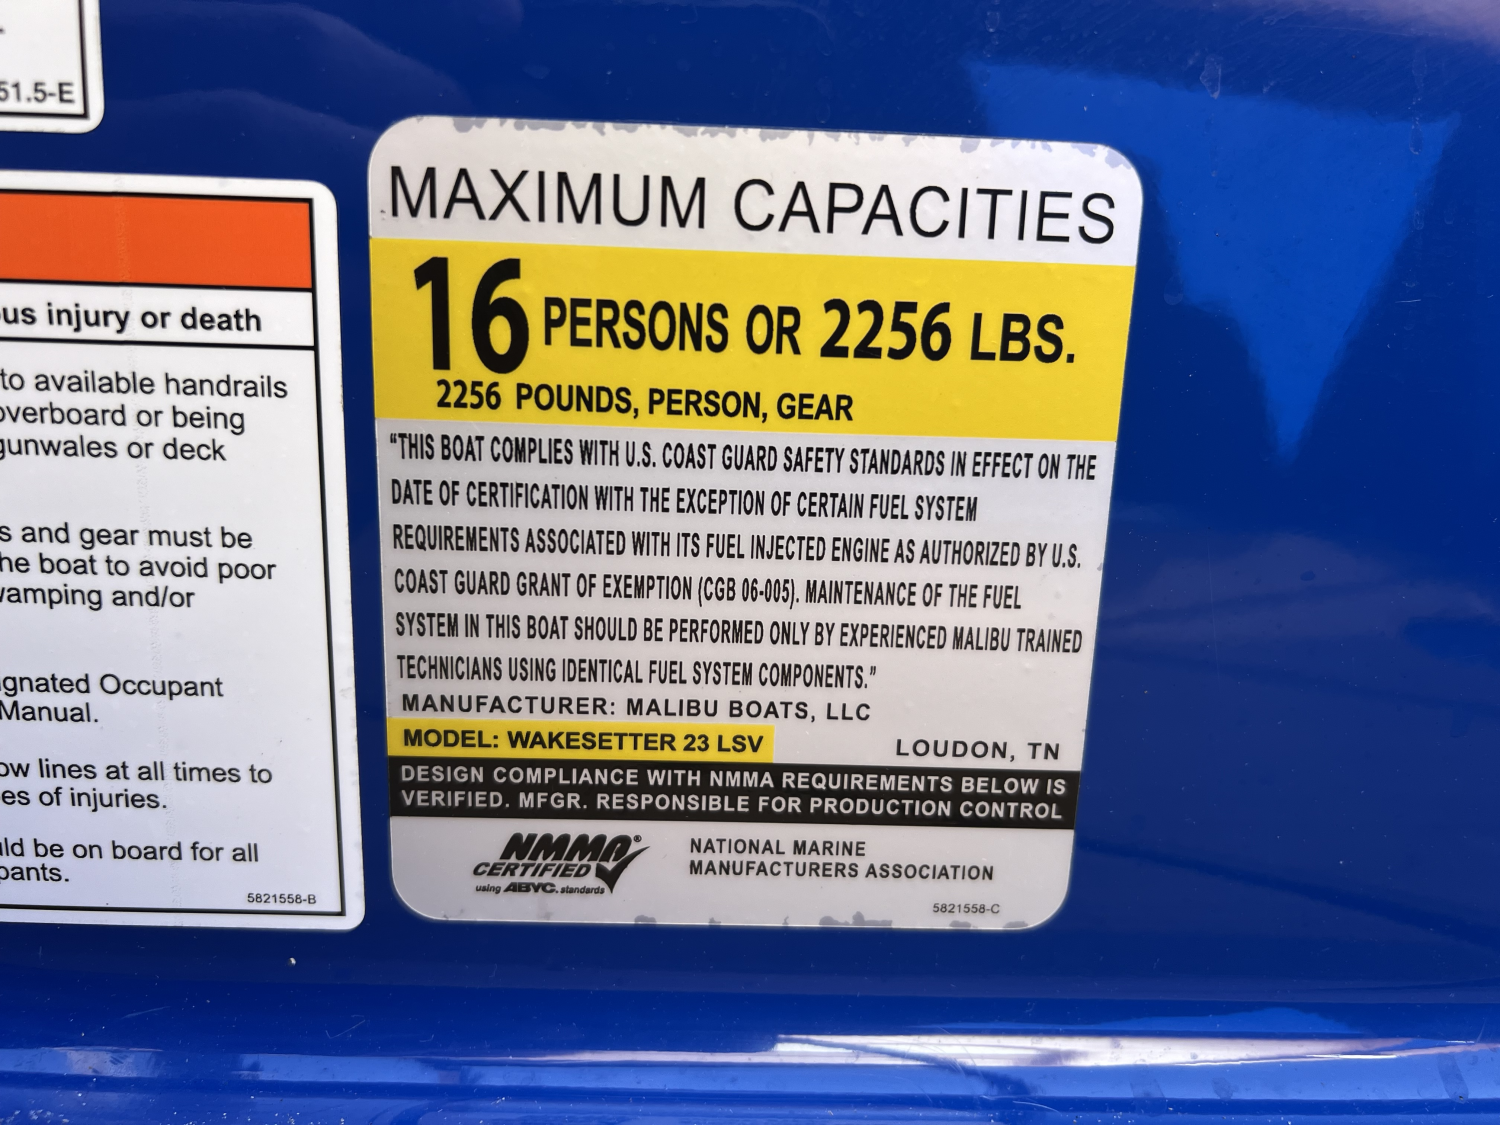 51.5-E
us injury or death
to available handrails
overboard or being
gunwales or deck
s and gear must be
he boat to avoid poor
wamping and/or
gnated Occupant
Manual.
ow lines at all times to
es of injuries.
ld be on board for all
pants.
5821558-B
MAXIMUM CAPACITIES
16 PERSONS OR 2256 LBS.
2256 POUNDS, PERSON, GEAR
"THIS BOAT COMPLIES WITH U.S. COAST GUARD SAFETY STANDARDS IN EFFECT ON THE
DATE OF CERTIFICATION WITH THE EXCEPTION OF CERTAIN FUEL SYSTEM
REQUIREMENTS ASSOCIATED WITH ITS FUEL INJECTED ENGINE AS AUTHORIZED BY U.S.
COAST GUARD GRANT OF EXEMPTION (CGB 06-005). MAINTENANCE OF THE FUEL
SYSTEM IN THIS BOAT SHOULD BE PERFORMED ONLY BY EXPERIENCED MALIBU TRAINED
TECHNICIANS USING IDENTICAL FUEL SYSTEM COMPONENTS."
MANUFACTURER: MALIBU BOATS, LLC
MODEL: WAKESETTER 23 LSV LOUDON, TN
DESIGN COMPLIANCE WITH NMMA REQUIREMENTS BELOW IS
VERIFIED. MFGR. RESPONSIBLE FOR PRODUCTION CONTROL
NMMA®
CERTIFIED
using ABYC. standards
NATIONAL MARINE
MANUFACTURERS ASSOCIATION
5821558-C